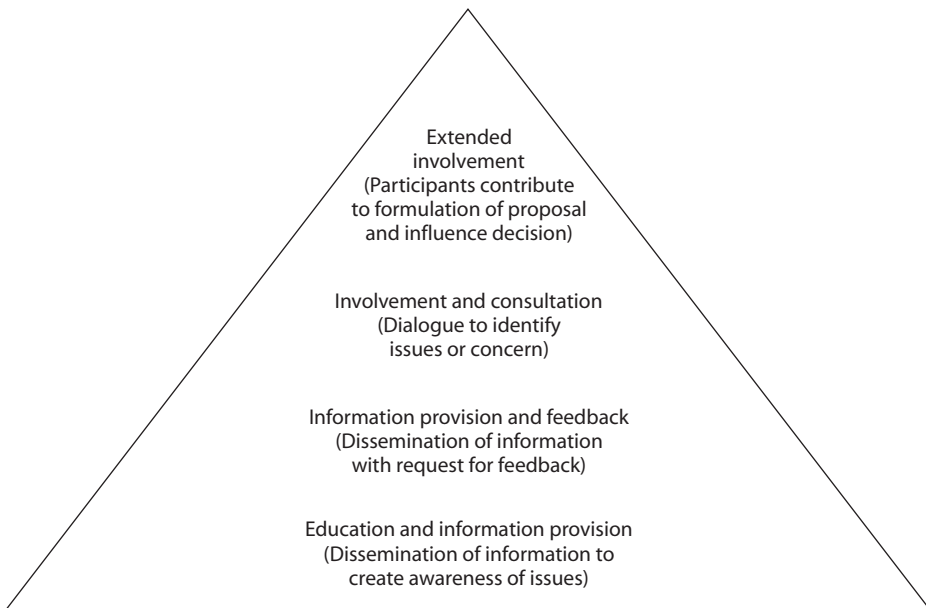 Extended
involvement
(Participants contribute
to formulation of proposal
and influence decision)
Involvement and consultation
(Dialogue to identify
issues or concern)
Information provision and feedback
(Dissemination of information
with request for feedback)
Education and information provision
(Dissemination of information to
create awareness of issues)